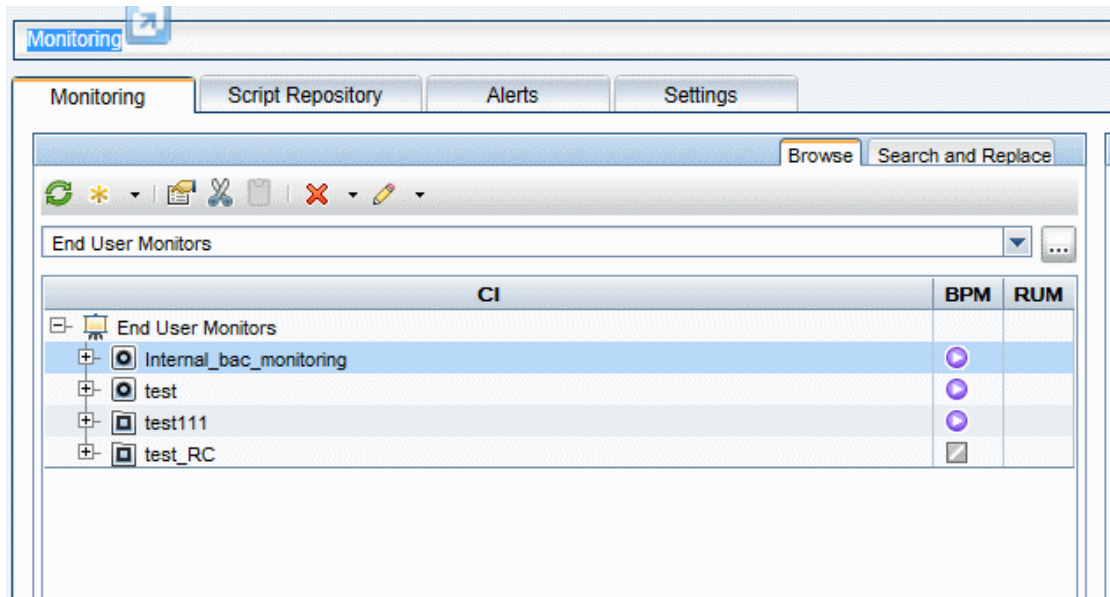 Monitoring
Monitoring Script Repository Alerts Settings
Browse Search and Replace
End User Monitors ...
CI BPM RUM
End User Monitors
Internal_bac_monitoring
test
test111
test_RC